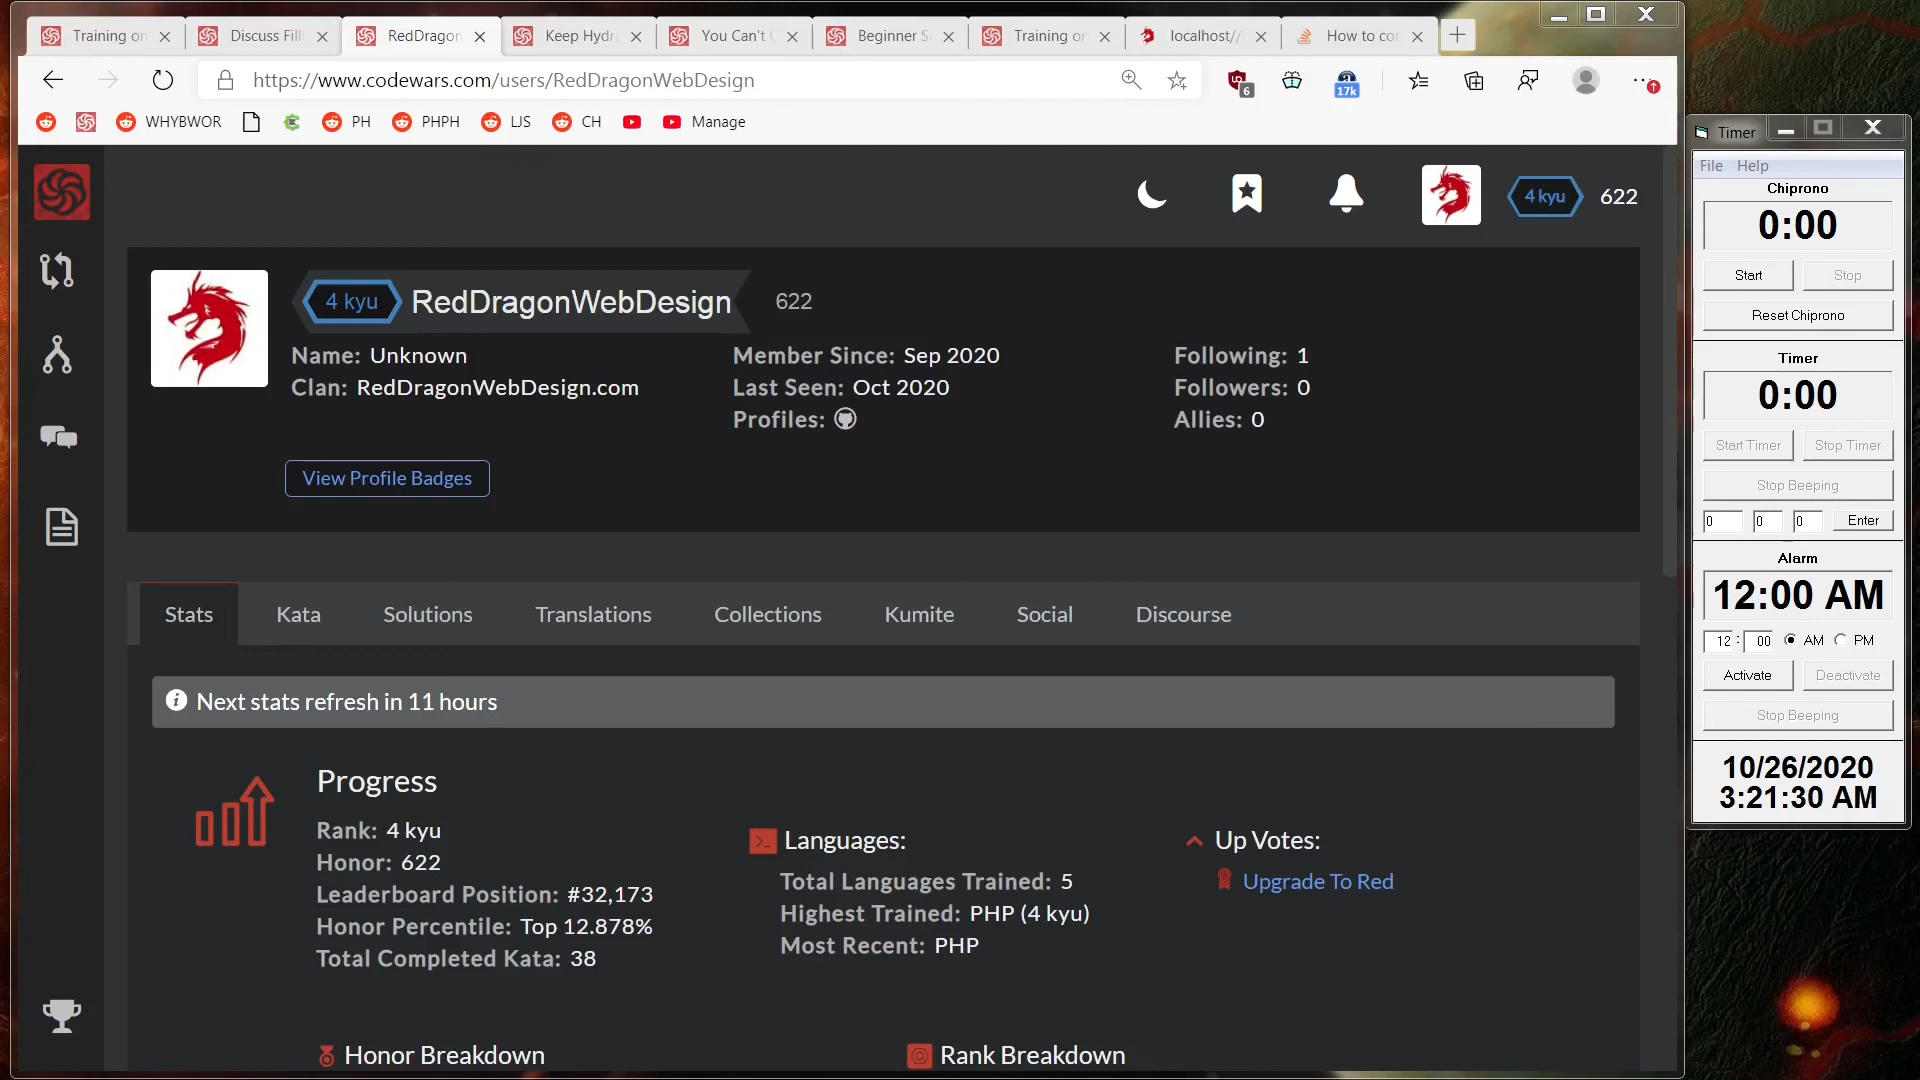 Training on
Discuss Filli
RedDragon
Keep Hydra
You Can't
Beginner S
Training on
localhost//
How to co
https://www.codewars.com/users/RedDragonWebDesign
6
17k
WHYBWOR
PH
PHPH
LJS
CH
Manage
4 kyu
622
4 kyu
RedDragonWebDesign
622
Name: Unknown
Member Since: Sep 2020
Following: 1
Clan: RedDragonWebDesign.com
Last Seen: Oct 2020
Followers: 0
Profiles:
Allies: 0
View Profile Badges
Stats
Kata
Solutions
Translations
Collections
Kumite
Social
Discourse
Next stats refresh in 11 hours
Progress
Rank: 4 kyu
Honor: 622
Leaderboard Position: #32,173
Honor Percentile: Top 12.878%
Total Completed Kata: 38
Languages:
Total Languages Trained: 5
Highest Trained: PHP (4 kyu)
Most Recent: PHP
Up Votes:
Upgrade To Red
Honor Breakdown
Rank Breakdown
Timer
File Help
Chiprono
0:00
Start
Stop
Reset Chiprono
Timer
0:00
Start Timer
Stop Timer
Stop Beeping
0
0
0
Enter
Alarm
12:00 AM
12 : 00 AM PM
Activate
Deactivate
Stop Beeping
10/26/2020
3:21:30 AM